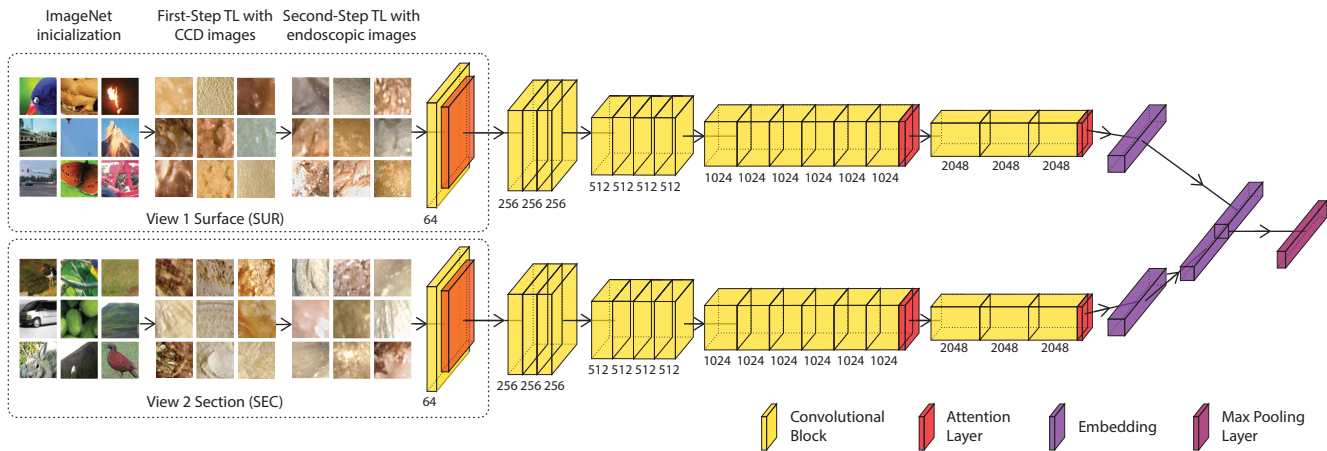 ImageNet
inicialization
First-Step TL with
CCD images
Second-Step TL with
endoscopic images
View 1 Surface (SUR)
64
256 256 256
512 512 512 512
1024 1024 1024 1024 1024 1024
2048 2048 2048
View 2 Section (SEC)
64
256 256 256
512 512 512 512
1024 1024 1024 1024 1024 1024
2048 2048 2048
Convolutional
Block
Attention
Layer
Embedding
Max Pooling
Layer